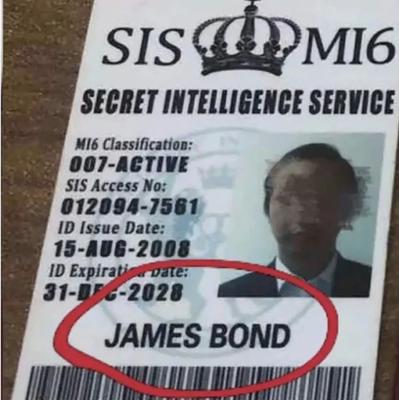 SIS MI6
SECRET INTELLIGENCE SERVICE
MI6 Classification:
007-ACTIVE
SIS Access No:
012094-7561
ID Issue Date:
15-AUG-2008
ID Expiration Date:
31-DEC-2028
JAMES BOND